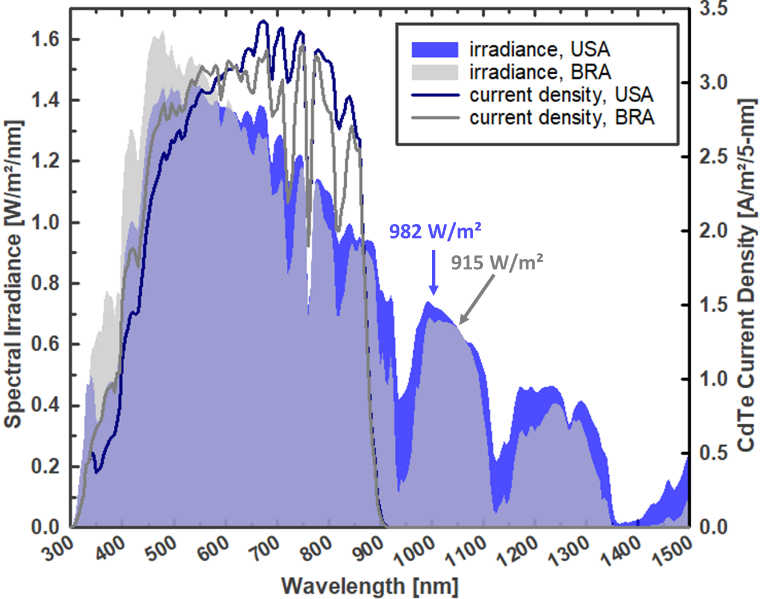 Spectral Irradiance [W/m²/nm]
1.6
1.4
1.2
1.0
0.8
0.6
0.4
0.2
0.0
irradiance, USA
irradiance, BRA
current density, USA
current density, BRA
982 W/m²
915 W/m²
3.5
3.0
2.5
2.0
1.5
1.0
0.5
0.0
CdTe Current Density [A/m²/5-nm]
300 400 500 600 700 800 900 1000 1100 1200 1300 1400 1500
Wavelength [nm]